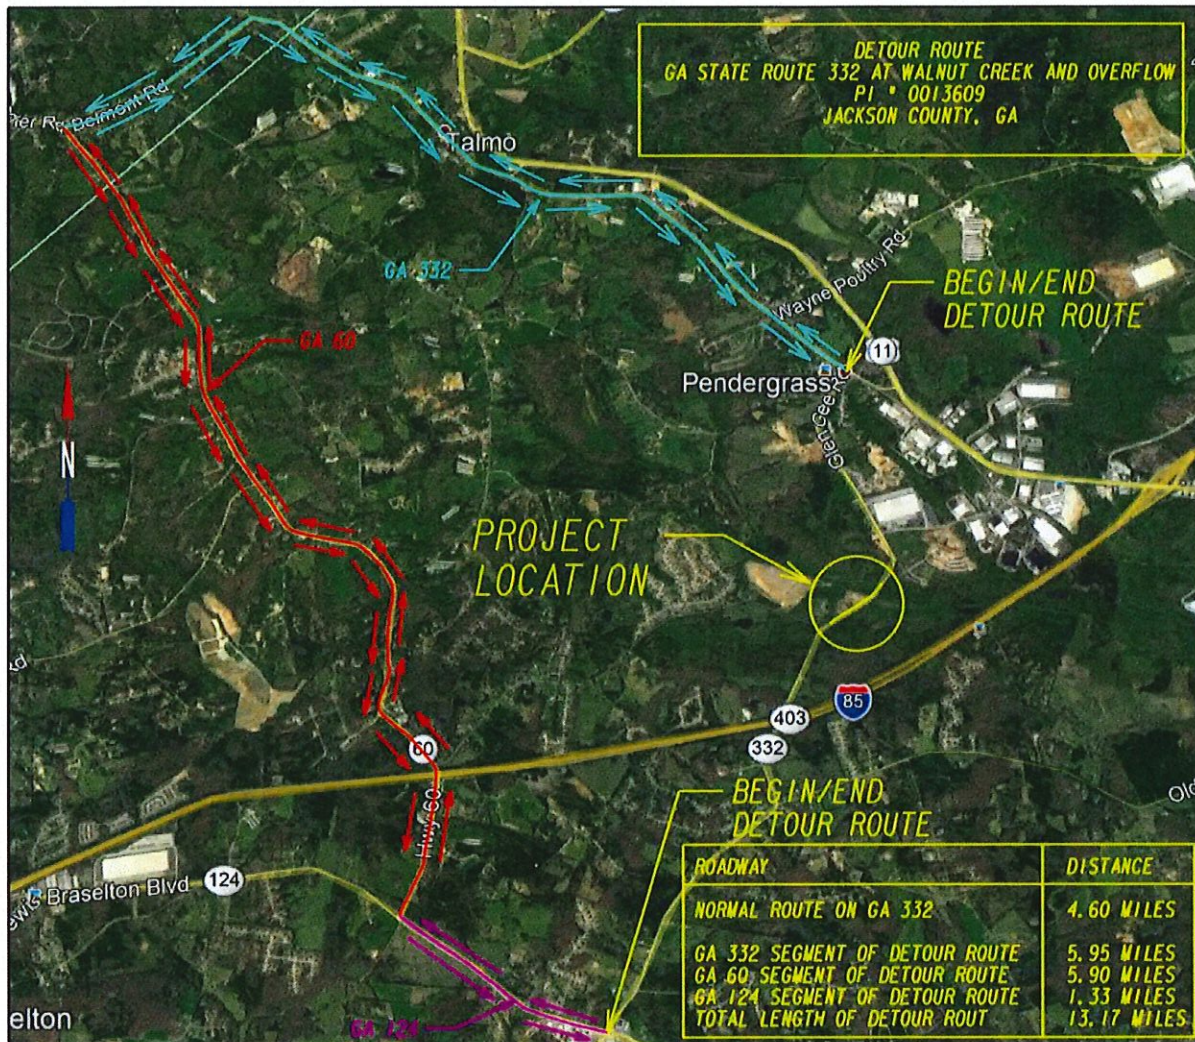 DETOUR ROUTE
GA STATE ROUTE 332 AT WALNUT CREEK AND OVERFLOW
PI # 0013609
JACKSON COUNTY, GA
Belmont Rd
Talmo
GA 332
Wayne Poultry Rd
BEGIN/END
DETOUR ROUTE
11
GA 60
Pendergrass
Glen Gee Rd
N
PROJECT
LOCATION
85
403
332
60
Hwy 60
Old
BEGIN/END
DETOUR ROUTE
124
ewis Braselton Blvd
elton
GA 124
ROADWAY DISTANCE
NORMAL ROUTE ON GA 332 4.60 MILES
GA 332 SEGMENT OF DETOUR ROUTE 5.95 MILES
GA 60 SEGMENT OF DETOUR ROUTE 5.90 MILES
GA 124 SEGMENT OF DETOUR ROUTE 1.33 MILES
TOTAL LENGTH OF DETOUR ROUT 13.17 MILES